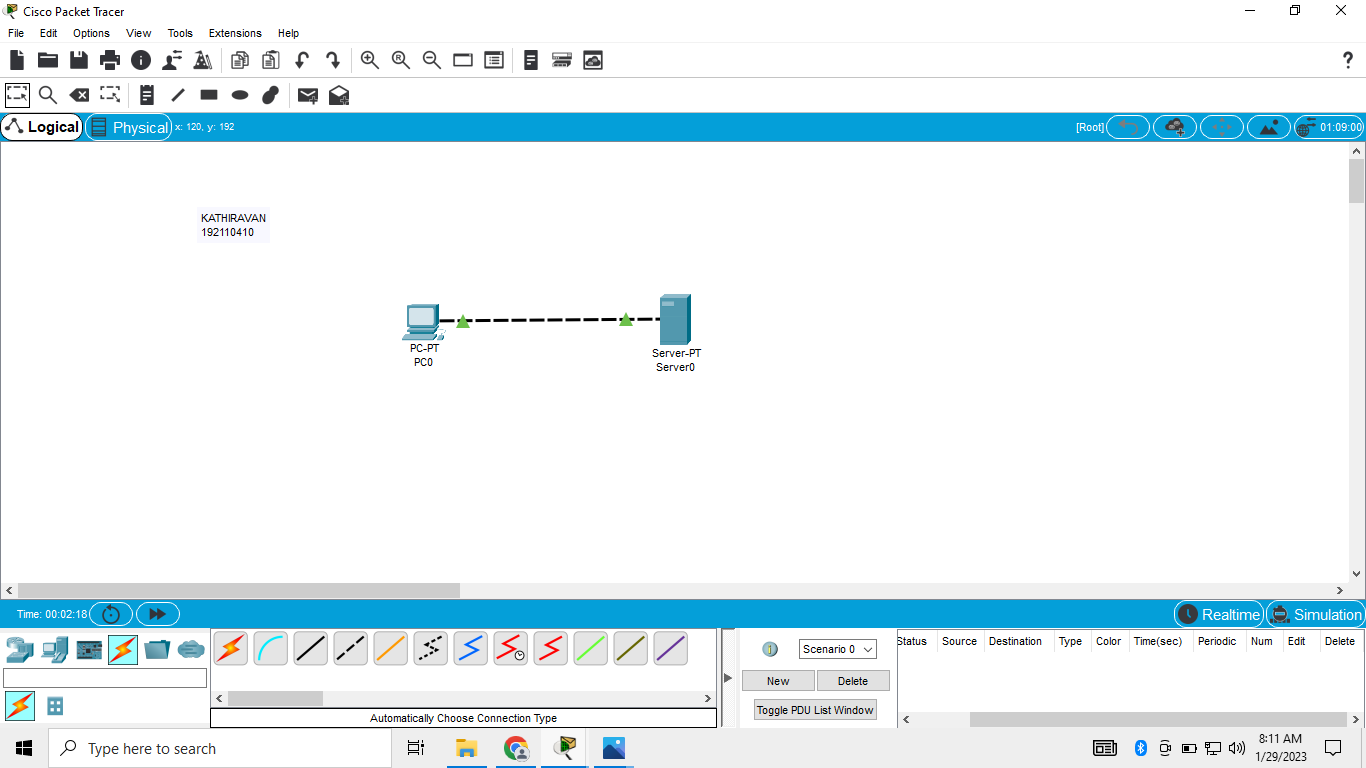 Cisco Packet Tracer
File Edit Options View Tools Extensions Help
?
Logical Physical x: 120, y: 192 [Root] 01:09:00
KATHIRAVAN
192110410
PC-PT
PC0
Server-PT
Server0
Time: 00:02:18 Realtime Simulation
Scenario 0
New Delete
Toggle PDU List Window
Status Source Destination Type Color Time(sec) Periodic Num Edit Delete
Automatically Choose Connection Type
Type here to search
8:11 AM
1/29/2023